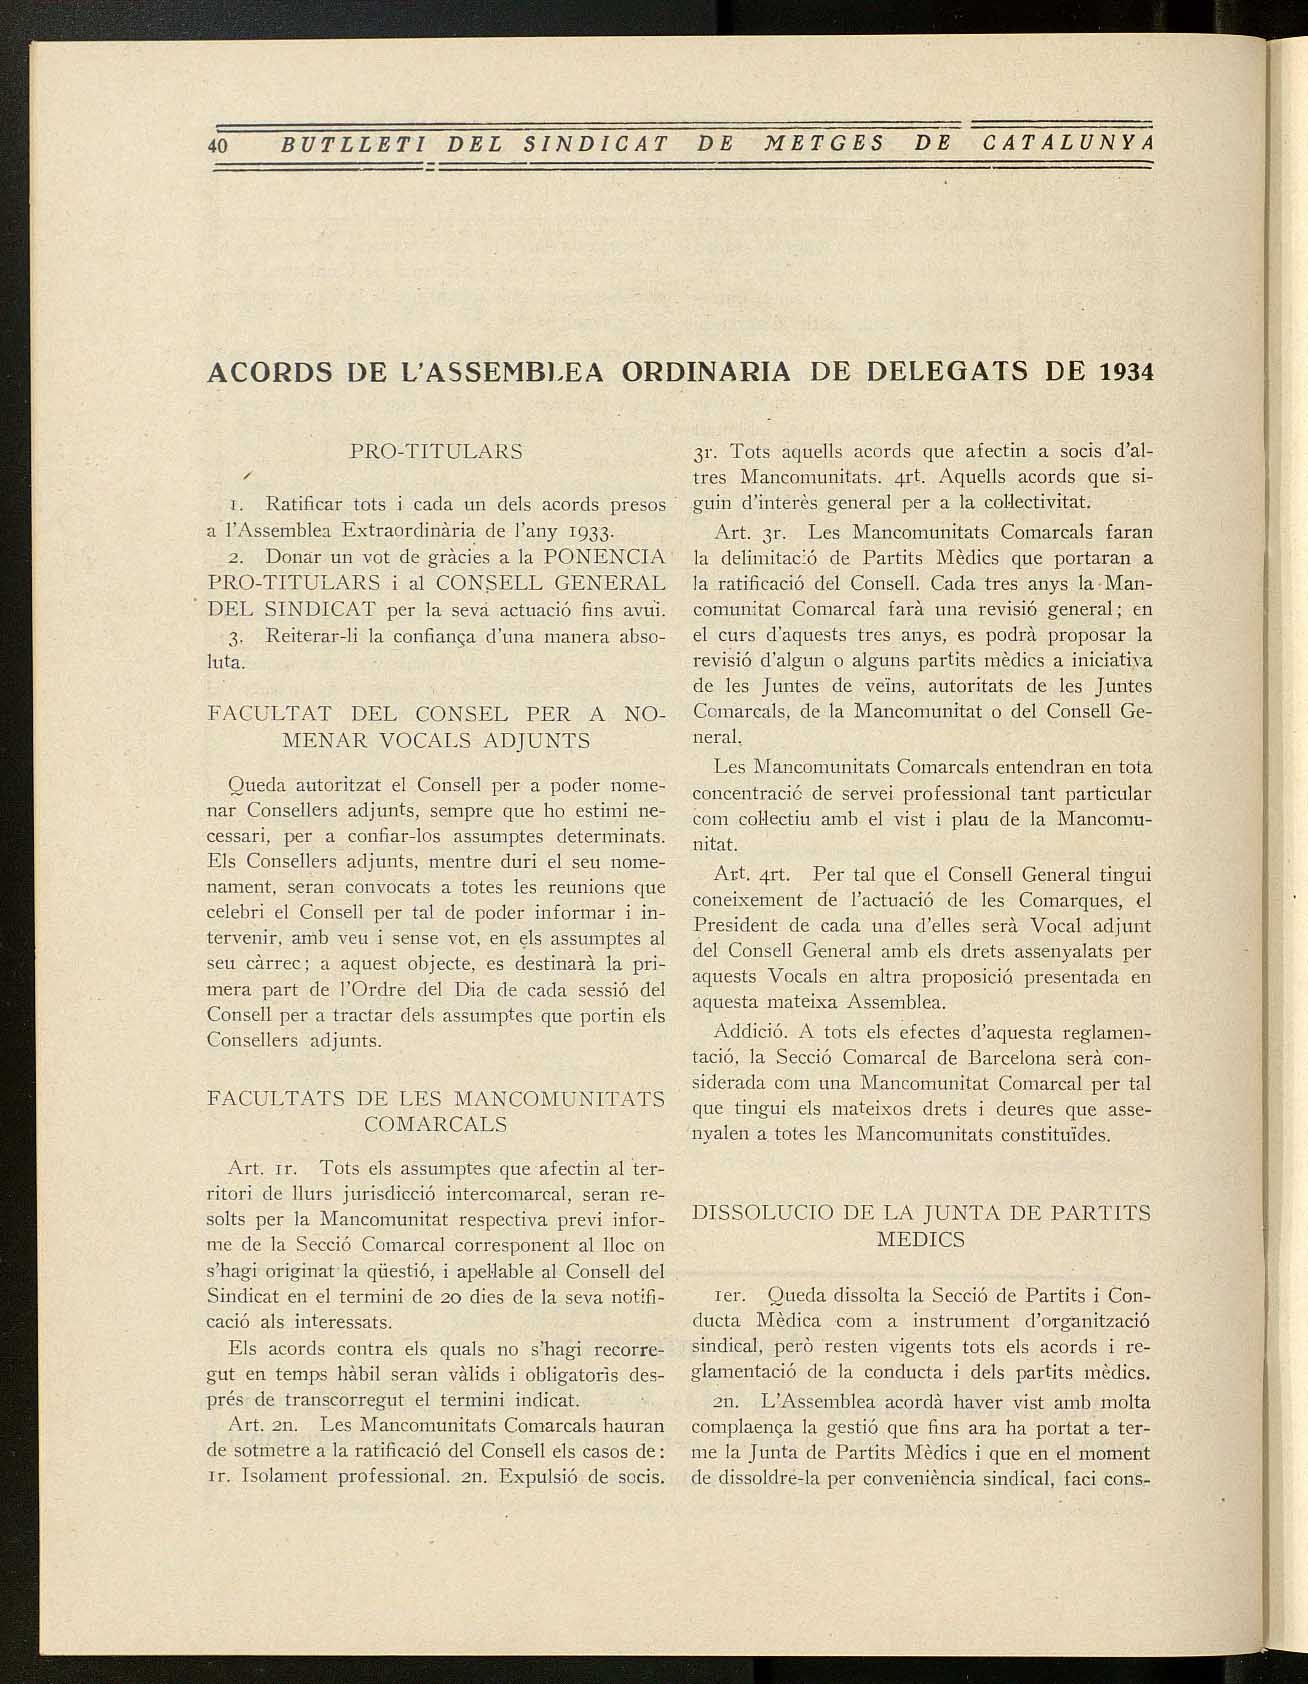 40 BUTLLETI DEL SINDICAT DE METGES DE CATALUNYA
ACORDS DE L'ASSEMBLEA ORDINARIA DE DELEGATS DE 1934
PRO-TITULARS
1. Ratificar tots i cada un dels acords presos
a l'Assemblea Extraordinària de l'any 1933.
2. Donar un vot de gràcies a la PONENCIA
PRO-TITULARS i al CONSELL GENERAL
DEL SINDICAT per la seva actuació fins avui.
3. Reiterar-li la confiança d'una manera abso-
luta.
FACULTAT DEL CONSEL PER A NO-
MENAR VOCALS ADJUNTS
Queda autoritzat el Consell per a poder nome-
nar Consellers adjunts, sempre que ho estimi ne-
cessari, per a confiar-los assumptes determinats.
Els Consellers adjunts, mentre duri el seu nome-
nament, seran convocats a totes les reunions que
celebri el Consell per tal de poder informar i in-
tervenir, amb veu i sense vot, en els assumptes al
seu càrrec; a aquest objecte, es destinarà la pri-
mera part de l'Ordre del Dia de cada sessió del
Consell per a tractar dels assumptes que portin els
Consellers adjunts.
FACULTATS DE LES MANCOMUNITATS
COMARCALS
Art. 1r. Tots els assumptes que afectin al ter-
ritori de llurs jurisdicció intercomarcal, seran re-
solts per la Mancomunitat respectiva previ infor-
me de la Secció Comarcal corresponent al lloc on
s'hagi originat la qüestió, i apel·lable al Consell del
Sindicat en el termini de 20 dies de la seva notifi-
cació als interessats.
Els acords contra els quals no s'hagi recorre-
gut en temps hàbil seran vàlids i obligatoris des-
prés de transcorregut el termini indicat.
Art. 2n. Les Mancomunitats Comarcals hauran
de sotmetre a la ratificació del Consell els casos de:
1r. Isolament professional. 2n. Expulsió de socis.
3r. Tots aquells acords que afectin a socis d'al-
tres Mancomunitats. 4rt. Aquells acords que si-
guin d'interès general per a la col·lectivitat.
Art. 3r. Les Mancomunitats Comarcals faran
la delimitació de Partits Mèdics que portaran a
la ratificació del Consell. Cada tres anys la Man-
comunitat Comarcal farà una revisió general; en
el curs d'aquests tres anys, es podrà proposar la
revisió d'algun o alguns partits mèdics a iniciativa
de les Juntes de veïns, autoritats de les Juntes
Comarcals, de la Mancomunitat o del Consell Ge-
neral.
Les Mancomunitats Comarcals entendran en tota
concentració de servei professional tant particular
com col·lectiu amb el vist i plau de la Mancomu-
nitat.
Art. 4rt. Per tal que el Consell General tingui
coneixement de l'actuació de les Comarques, el
President de cada una d'elles serà Vocal adjunt
del Consell General amb els drets assenyalats per
aquests Vocals en altra proposició presentada en
aquesta mateixa Assemblea.
Addició. A tots els efectes d'aquesta reglamen-
tació, la Secció Comarcal de Barcelona serà con-
siderada com una Mancomunitat Comarcal per tal
que tingui els mateixos drets i deures que asse-
nyalen a totes les Mancomunitats constituïdes.
DISSOLUCIO DE LA JUNTA DE PARTITS
MEDICS
1er. Queda dissolta la Secció de Partits i Con-
ducta Mèdica com a instrument d'organització
sindical, però resten vigents tots els acords i re-
glamentació de la conducta i dels partits mèdics.
2n. L'Assemblea acordà haver vist amb molta
complaença la gestió que fins ara ha portat a ter-
me la Junta de Partits Mèdics i que en el moment
de dissoldre-la per conveniència sindical, faci cons-